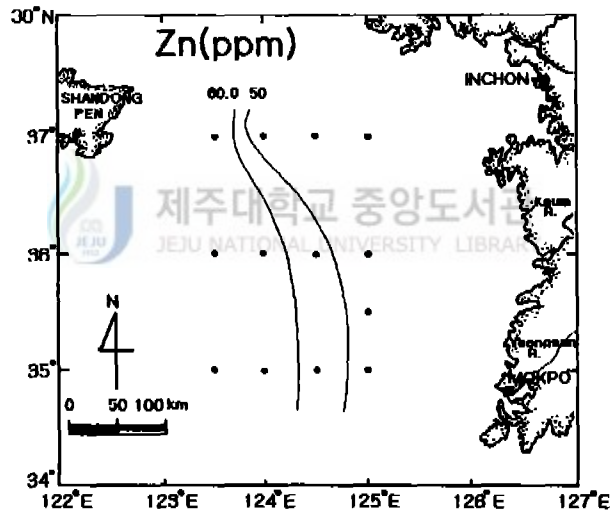 30°N
Zn(ppm)
INCHON
SHANDONG
PEN
60.0 50
37°
Keum
R.
제주대학교 중앙도서관
JEJU NATIONAL UNIVERSITY LIBRARY
JEJU
1952
36°
N
Yeongsan
R.
35°
MOKPO
0 50 100 km
34°
122°E 123°E 124°E 125°E 126°E 127°E